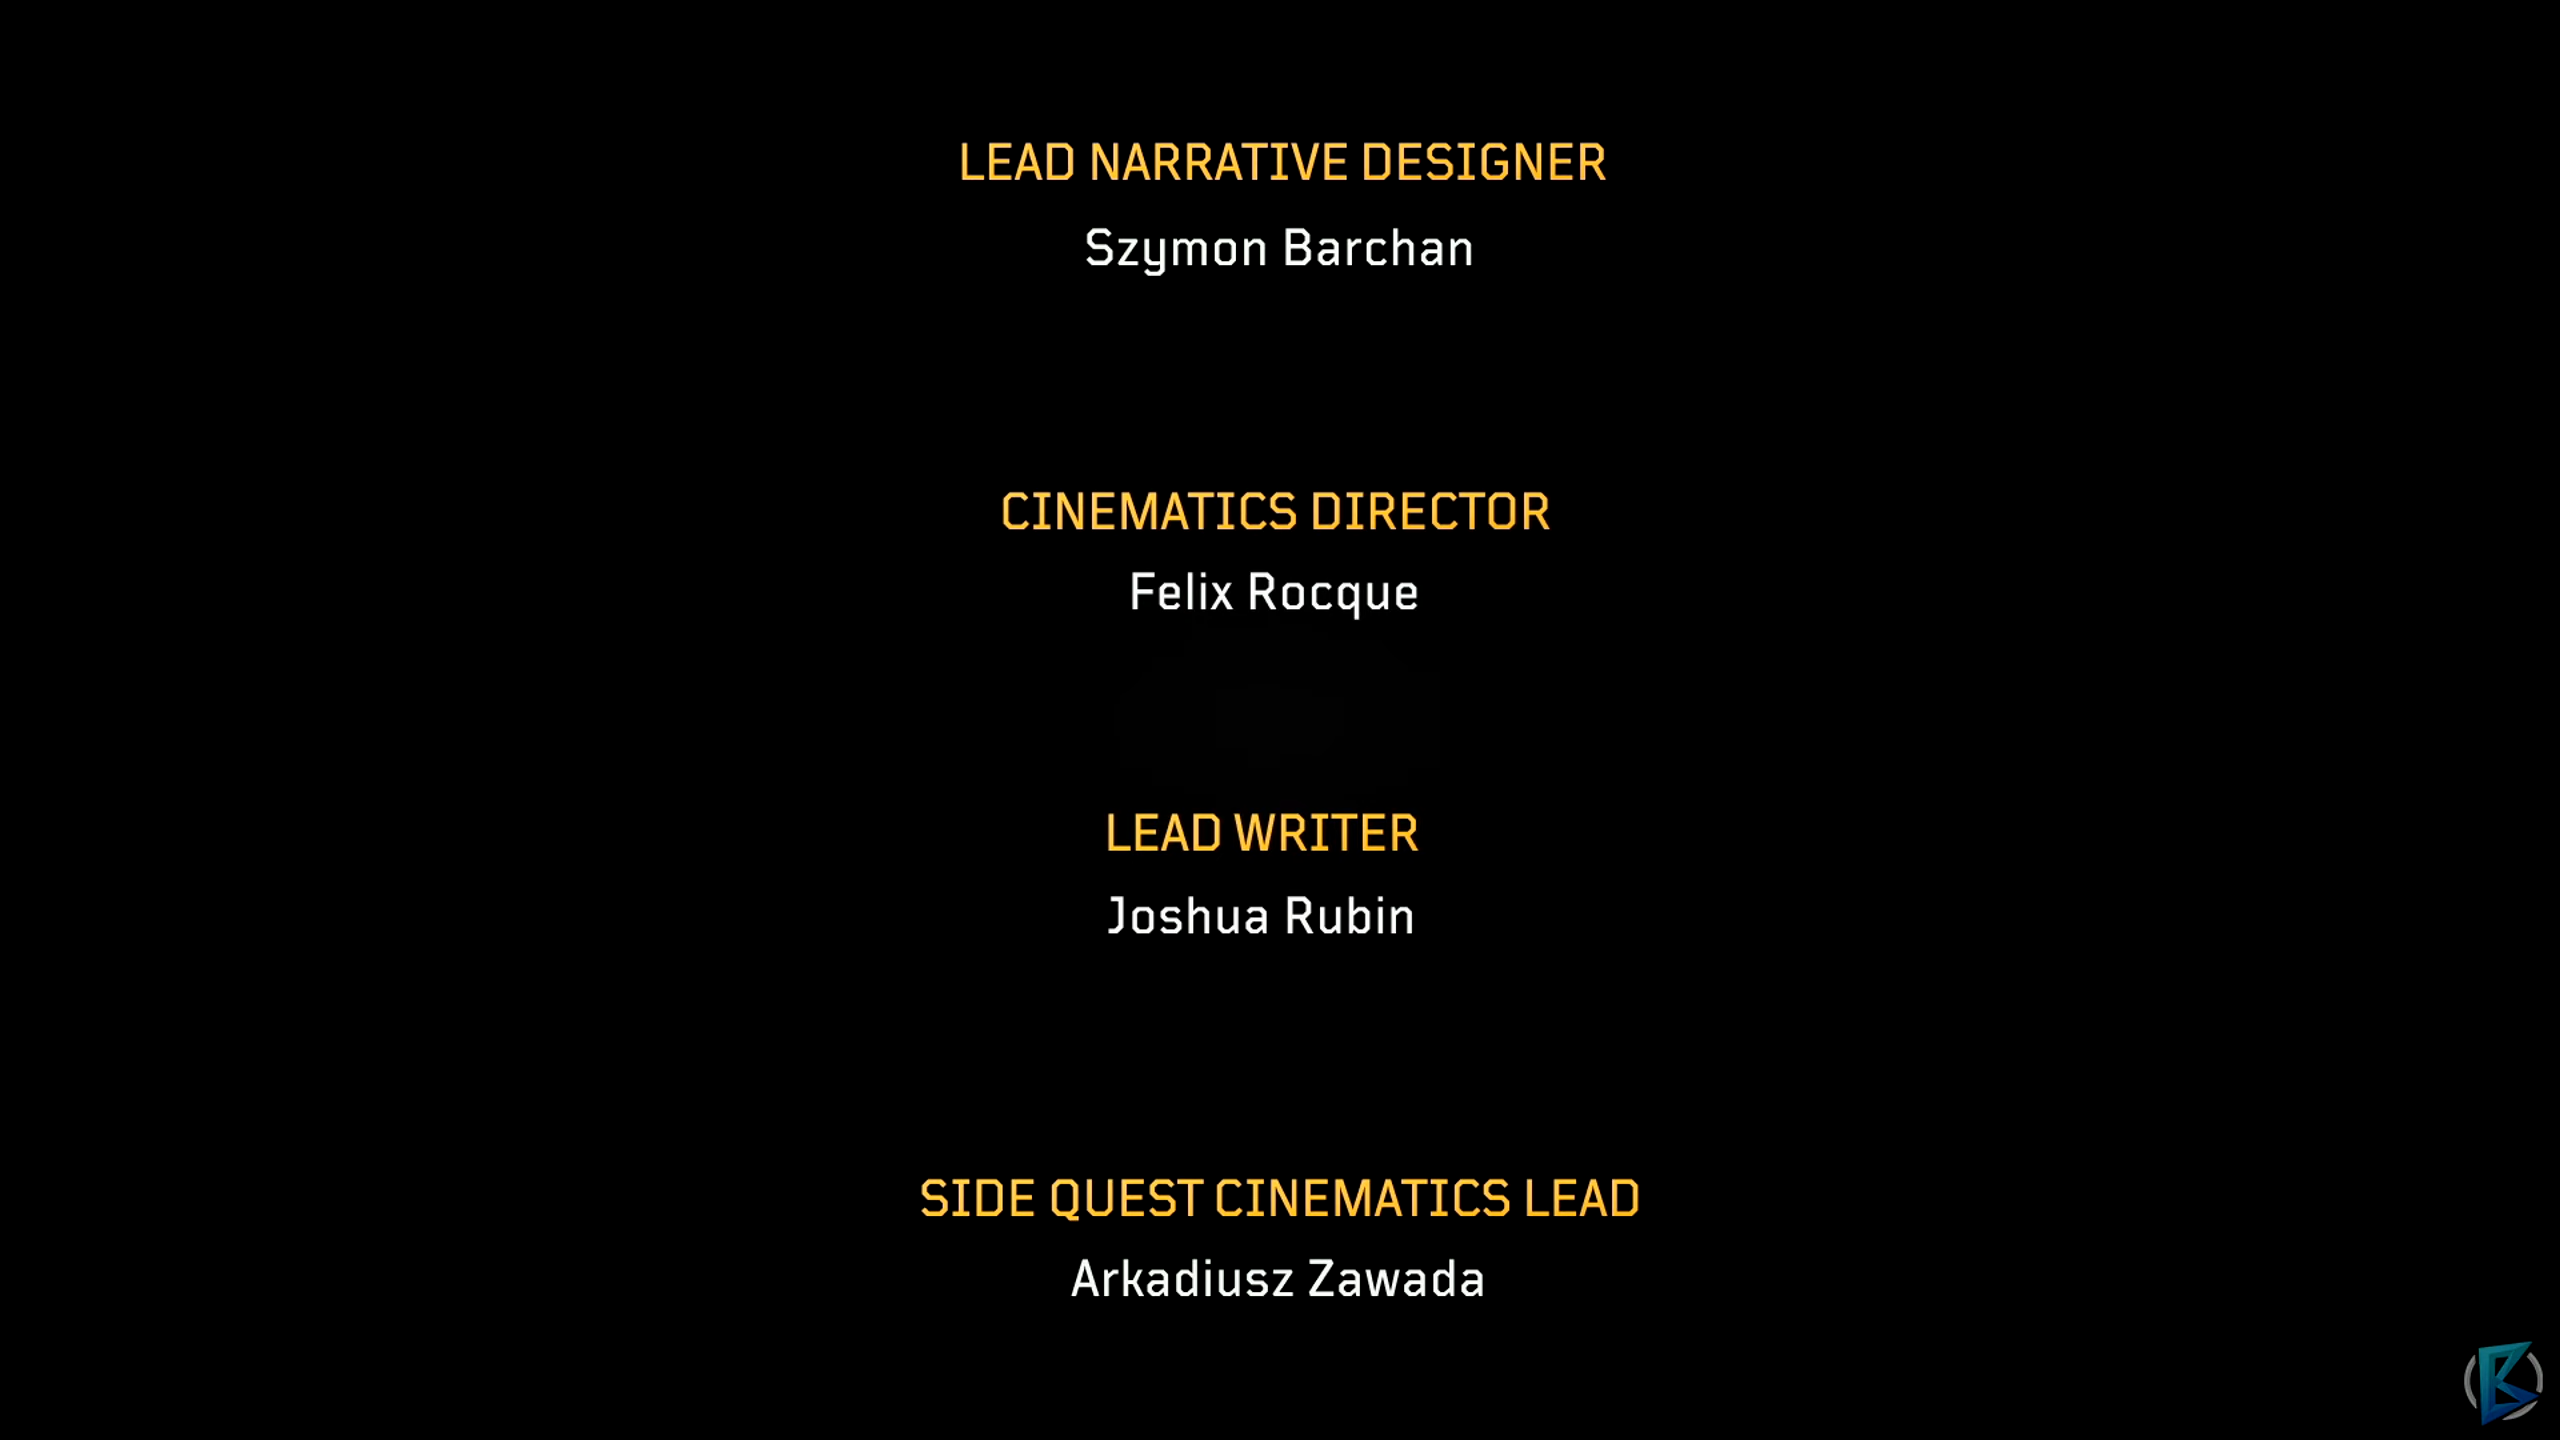 LEAD NARRATIVE DESIGNER
Szymon Barchan
CINEMATICS DIRECTOR
Felix Rocque
LEAD WRITER
Joshua Rubin
SIDE QUEST CINEMATICS LEAD
Arkadiusz Zawada